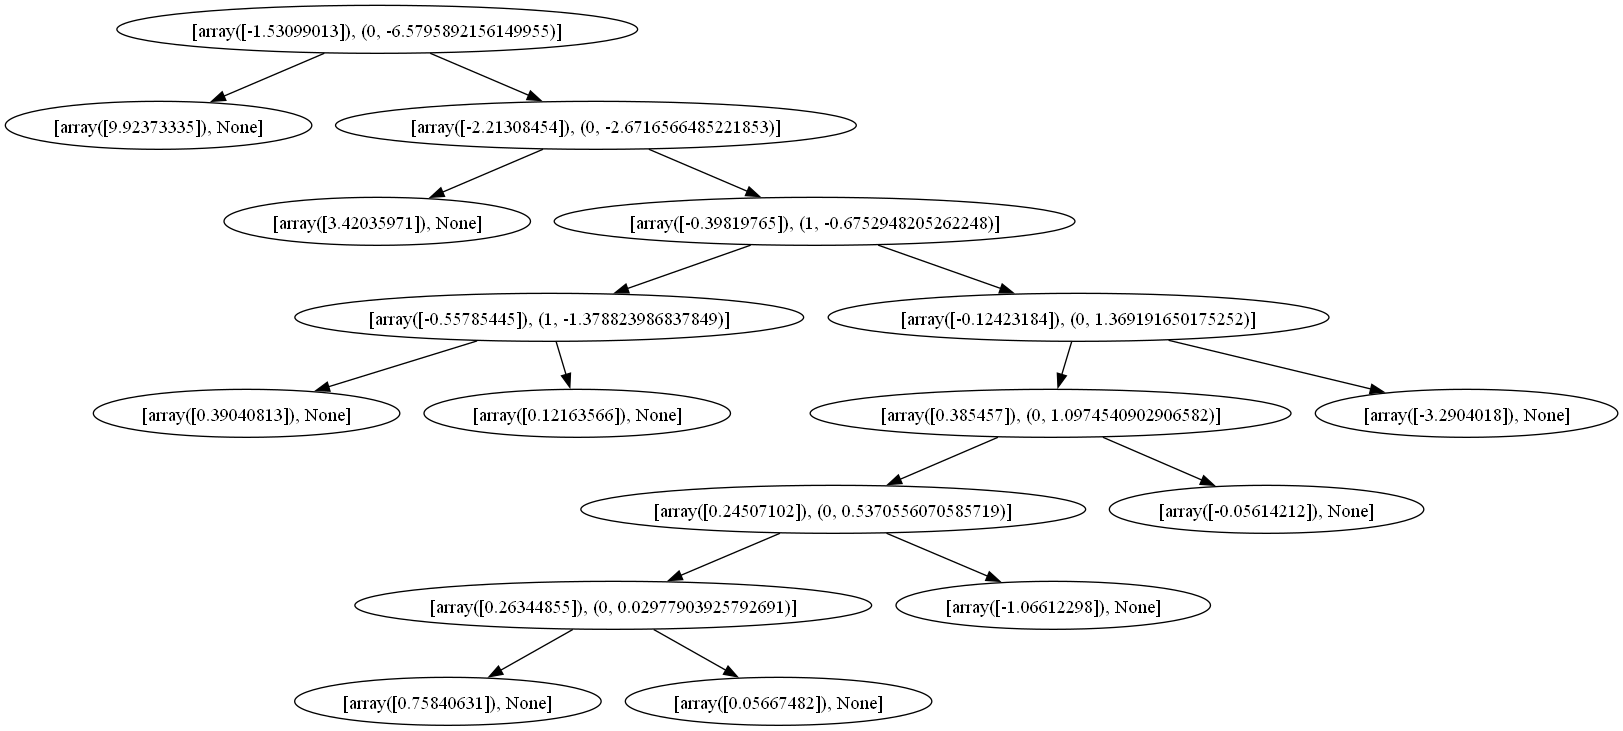 [array([-1.53099013]), (0, -6.5795892156149955)]
[array([9.92373335]), None]
[array([-2.21308454]), (0, -2.6716566485221853)]
[array([3.42035971]), None]
[array([-0.39819765]), (1, -0.6752948205262248)]
[array([-0.55785445]), (1, -1.378823986837849)]
[array([-0.12423184]), (0, 1.369191650175252)]
[array([0.39040813]), None]
[array([0.12163566]), None]
[array([0.385457]), (0, 1.0974540902906582)]
[array([-3.2904018]), None]
[array([0.24507102]), (0, 0.5370556070585719)]
[array([-0.05614212]), None]
[array([0.26344855]), (0, 0.02977903925792691)]
[array([-1.06612298]), None]
[array([0.75840631]), None]
[array([0.05667482]), None]